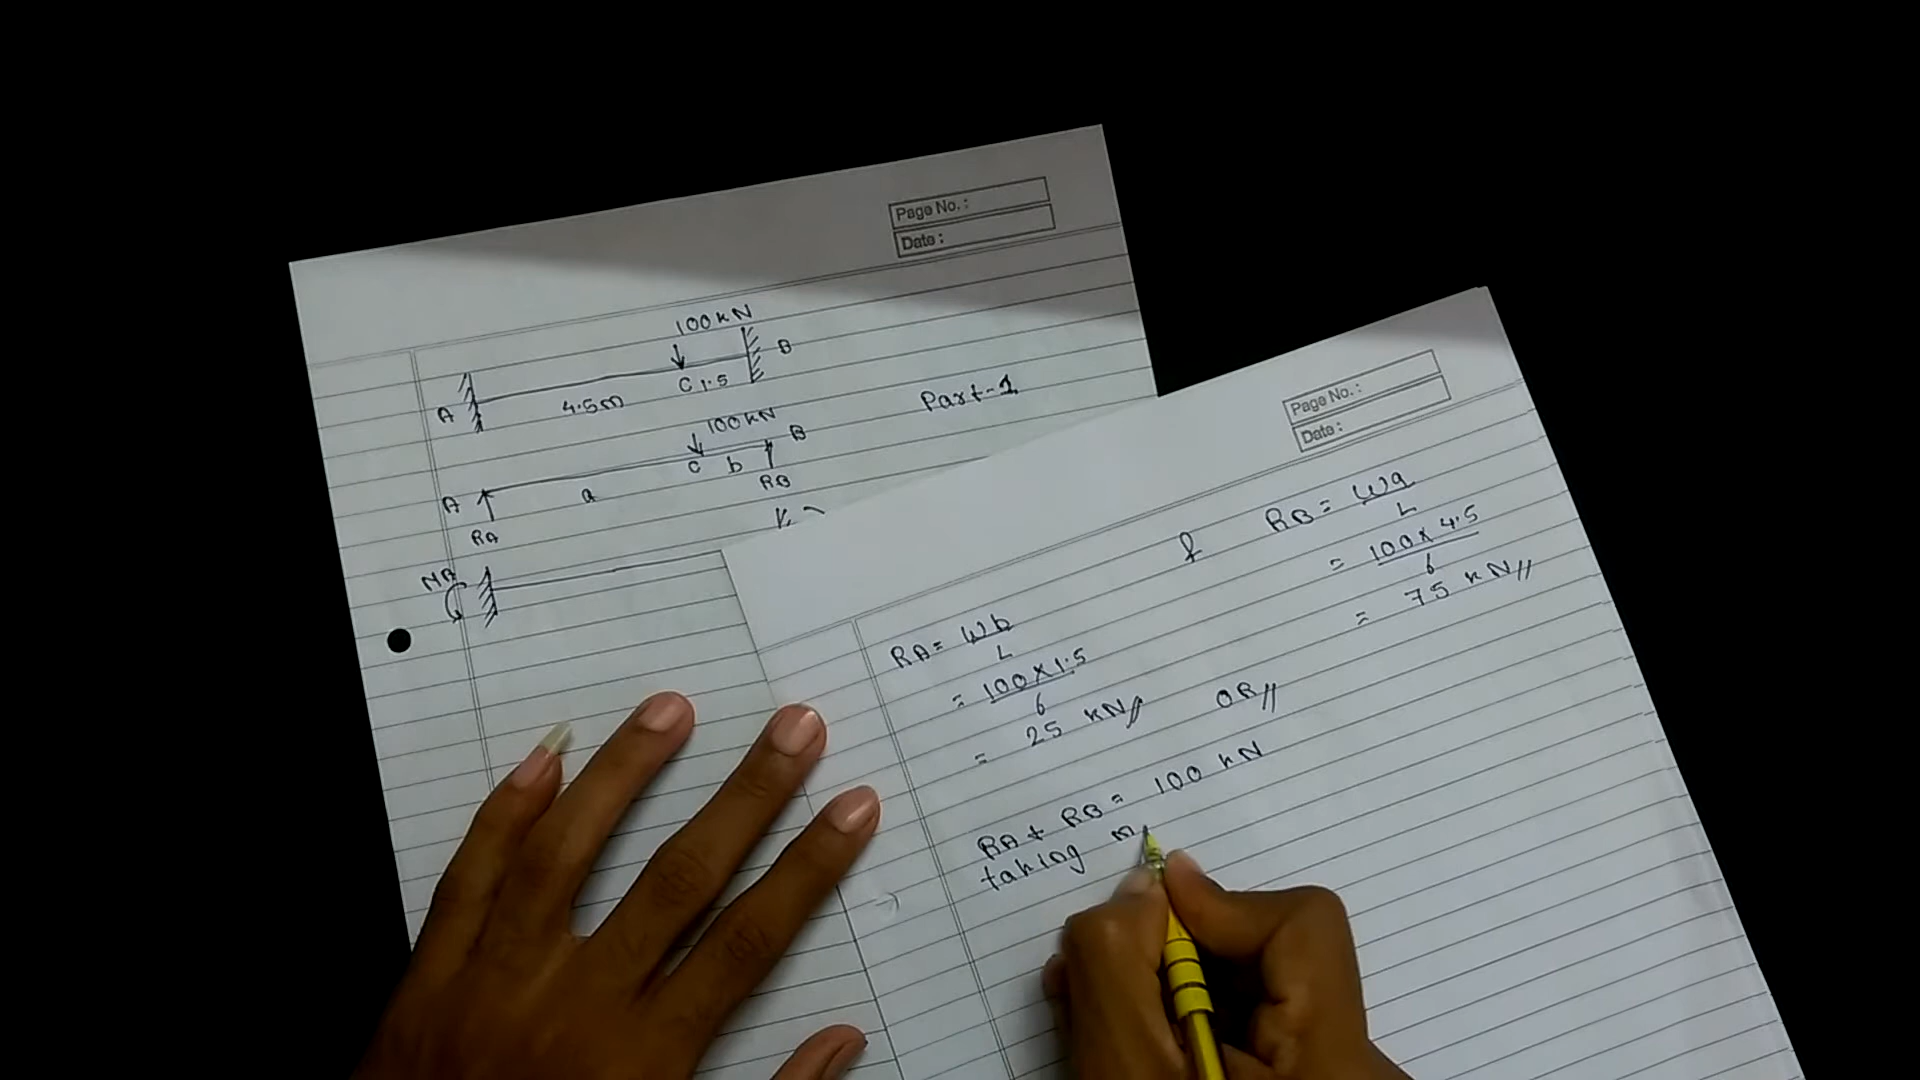 Page No. :
Date :
100 kN
A
B
C 1.5
4.5m
Part-1
100 kN
A
B
C b
a
RB
RA
MA
Page No. :
Date :
RA = Wb
L
= 100 x 1.5
6
= 25 kN//
& RB = Wa
L
= 100 x 4.5
6
= 75 kN//
OR//
RA + RB = 100 kN
taking m